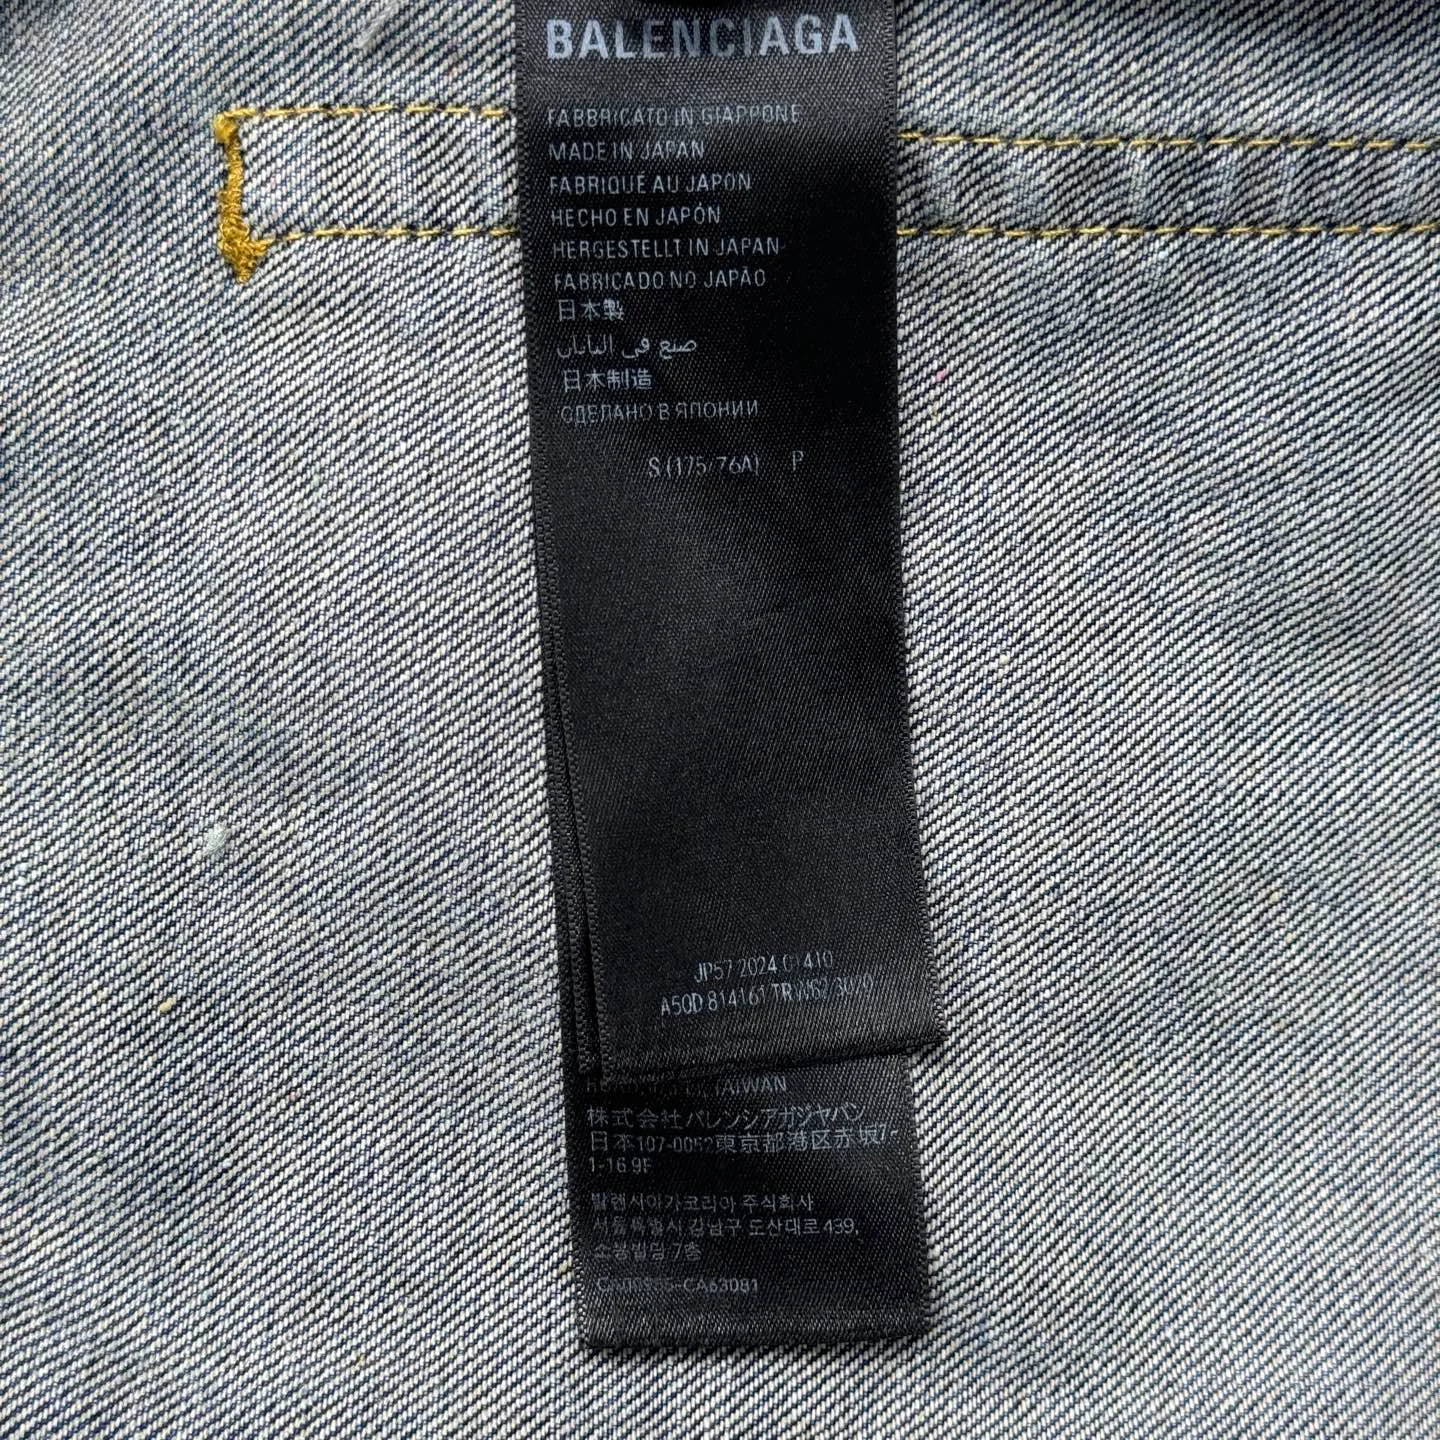 BALENCIAGA
FABBRICATO IN GIAPPONE
MADE IN JAPAN
FABRIQUÉ AU JAPON
HECHO EN JAPÓN
HERGESTELLT IN JAPAN
FABRICADO NO JAPÃO
日本製
صنع في اليابان
日本制造
СДЕЛАНО В ЯПОНИИ
S (175/76A) P
JP57 2024 410
A50D 814161
TAIWAN
株式会社バレンシアガジャパン
日本107-0052東京都港区赤坂7-
1-16 9F
발렌시아가코리아 주식회사
서울특별시 강남구 도산대로 439,
소봉빌딩 7층